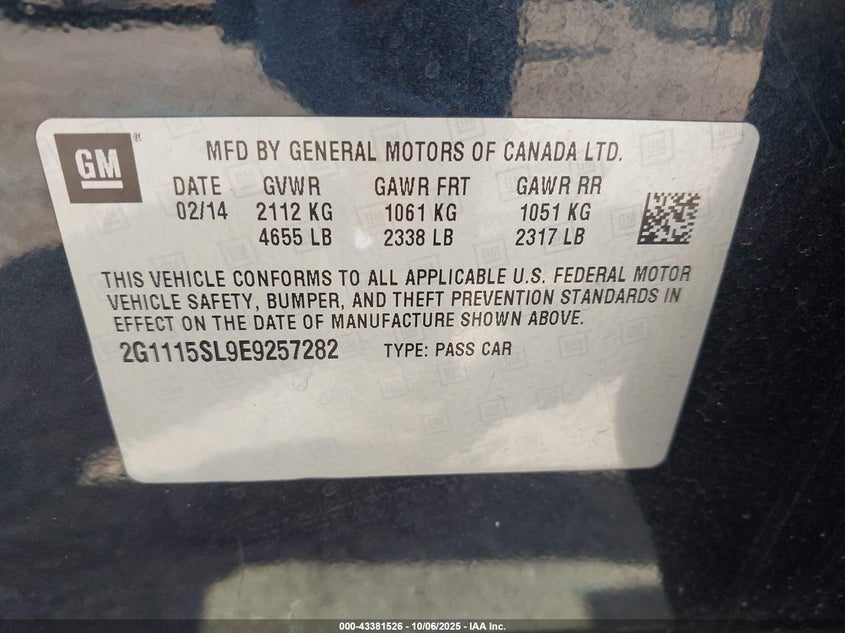 GM®
MFD BY GENERAL MOTORS OF CANADA LTD.
DATE GVWR GAWR FRT GAWR RR
02/14 2112 KG 1061 KG 1051 KG
4655 LB 2338 LB 2317 LB
THIS VEHICLE CONFORMS TO ALL APPLICABLE U.S. FEDERAL MOTOR
VEHICLE SAFETY, BUMPER, AND THEFT PREVENTION STANDARDS IN
EFFECT ON THE DATE OF MANUFACTURE SHOWN ABOVE.
2G1115SL9E9257282 TYPE: PASS CAR
000-43381526 - 10/06/2025 - IAA Inc.